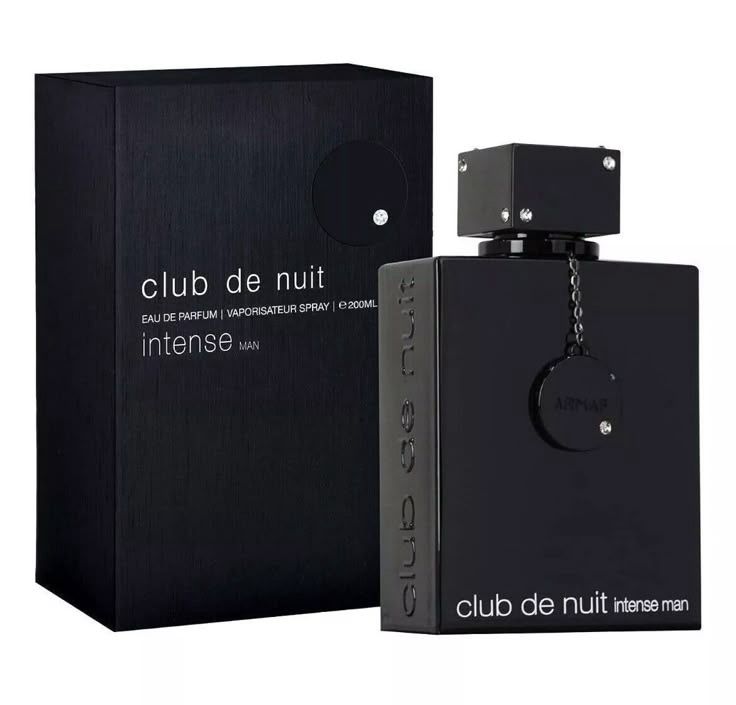 club de nuit
EAU DE PARFUM | VAPORISATEUR SPRAY | ℮200ML
intense MAN
club de nuit
ARMAF
club de nuit intense man